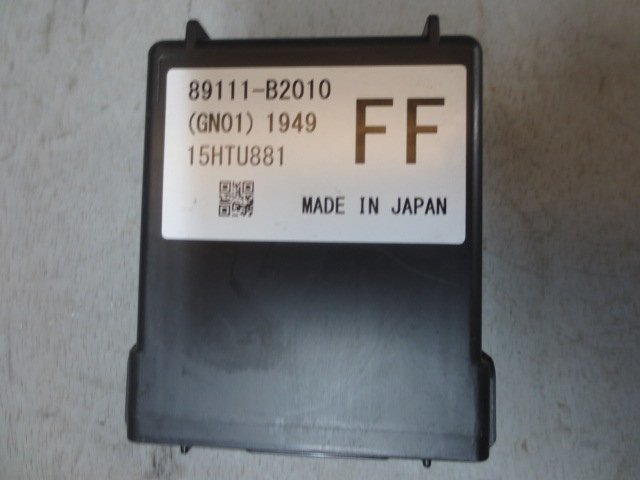 89111-B2010
(GN01) 1949
15HTU881
FF
MADE IN JAPAN